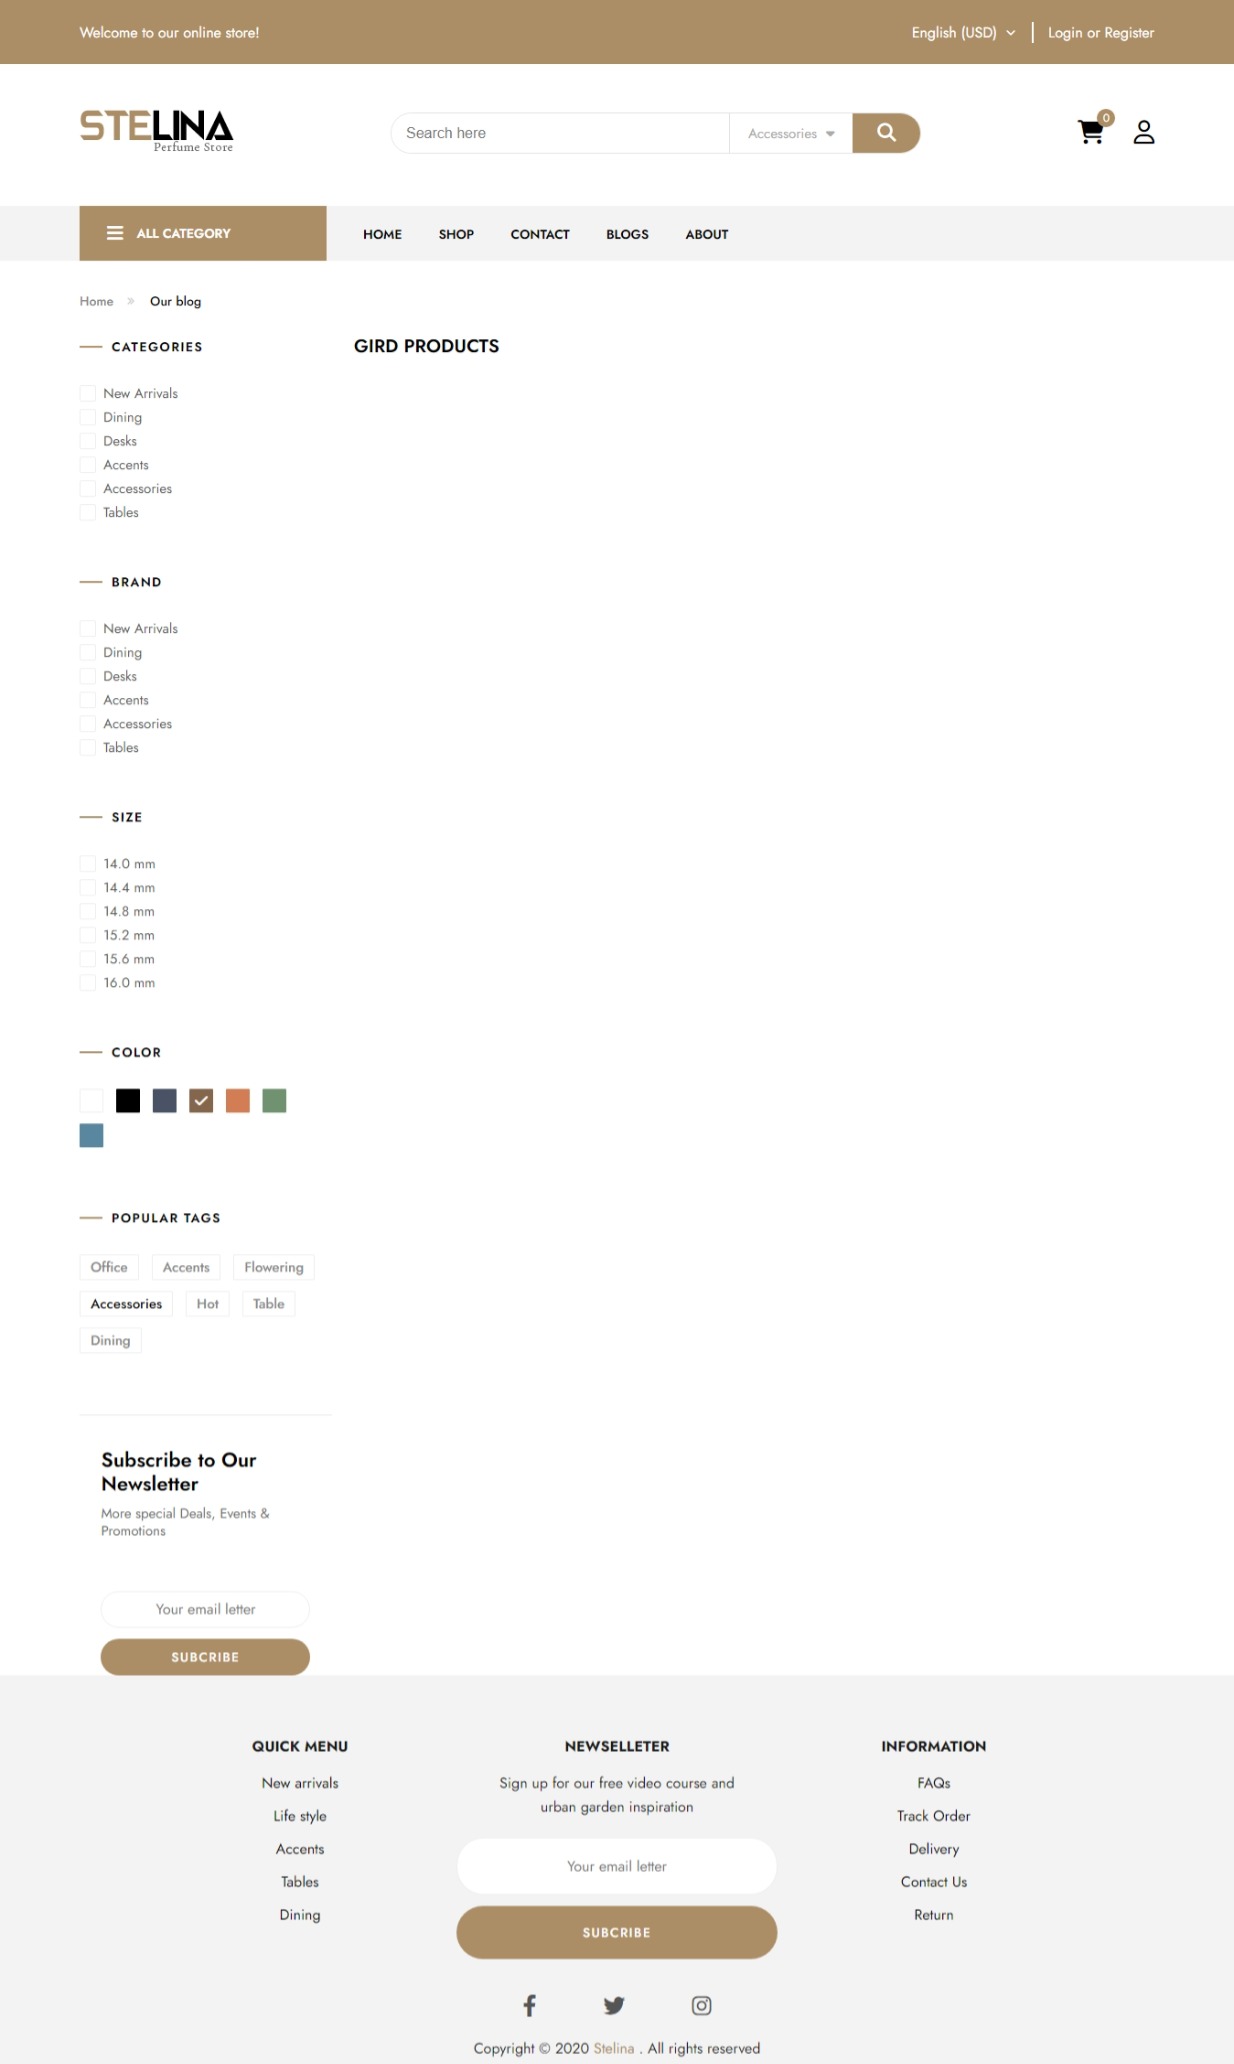 Welcome to our online store!
English (USD)
Login or Register
STELINA
Perfume Store
Search here
Accessories
0
ALL CATEGORY
HOME
SHOP
CONTACT
BLOGS
ABOUT
Home » Our blog
CATEGORIES
New Arrivals
Dining
Desks
Accents
Accessories
Tables
BRAND
New Arrivals
Dining
Desks
Accents
Accessories
Tables
SIZE
14.0 mm
14.4 mm
14.8 mm
15.2 mm
15.6 mm
16.0 mm
COLOR
POPULAR TAGS
Office
Accents
Flowering
Accessories
Hot
Table
Dining
Subscribe to Our
Newsletter
More special Deals, Events &
Promotions
Your email letter
SUBCRIBE
GIRD PRODUCTS
QUICK MENU
New arrivals
Life style
Accents
Tables
Dining
NEWSELLETER
Sign up for our free video course and
urban garden inspiration
Your email letter
SUBCRIBE
INFORMATION
FAQs
Track Order
Delivery
Contact Us
Return
Copyright © 2020 Stelina . All rights reserved